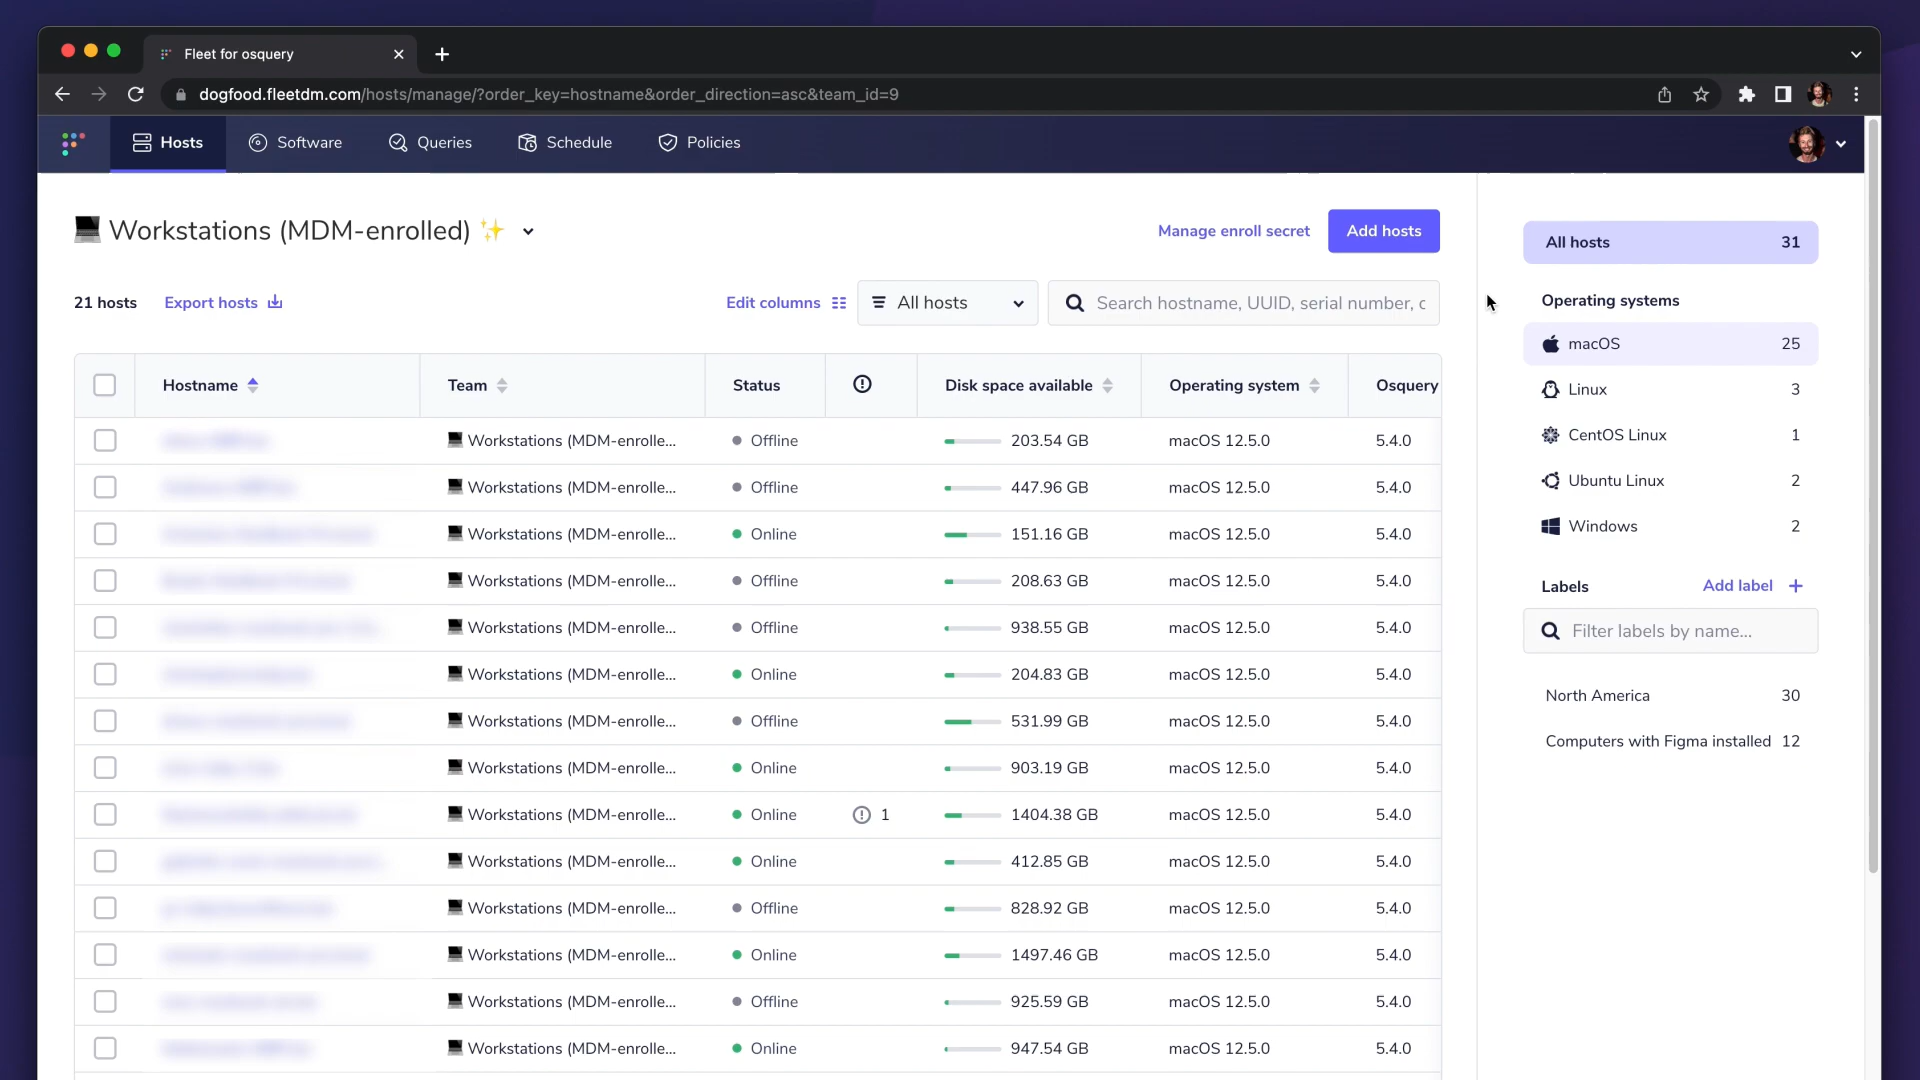 Fleet for osquery
dogfood.fleetdm.com/hosts/manage/?order_key=hostname&order_direction=asc&team_id=9
Hosts Software Queries Schedule Policies
Workstations (MDM-enrolled) Manage enroll secret Add hosts
21 hosts Export hosts Edit columns All hosts Search hostname, UUID, serial number, c
Hostname Team Status Disk space available Operating system Osquery
Workstations (MDM-enrolle... Offline 203.54 GB macOS 12.5.0 5.4.0
Workstations (MDM-enrolle... Offline 447.96 GB macOS 12.5.0 5.4.0
Workstations (MDM-enrolle... Online 151.16 GB macOS 12.5.0 5.4.0
Workstations (MDM-enrolle... Offline 208.63 GB macOS 12.5.0 5.4.0
Workstations (MDM-enrolle... Offline 938.55 GB macOS 12.5.0 5.4.0
Workstations (MDM-enrolle... Online 204.83 GB macOS 12.5.0 5.4.0
Workstations (MDM-enrolle... Offline 531.99 GB macOS 12.5.0 5.4.0
Workstations (MDM-enrolle... Online 903.19 GB macOS 12.5.0 5.4.0
Workstations (MDM-enrolle... Online 1 1404.38 GB macOS 12.5.0 5.4.0
Workstations (MDM-enrolle... Online 412.85 GB macOS 12.5.0 5.4.0
Workstations (MDM-enrolle... Offline 828.92 GB macOS 12.5.0 5.4.0
Workstations (MDM-enrolle... Online 1497.46 GB macOS 12.5.0 5.4.0
Workstations (MDM-enrolle... Offline 925.59 GB macOS 12.5.0 5.4.0
Workstations (MDM-enrolle... Online 947.54 GB macOS 12.5.0 5.4.0
All hosts 31
Operating systems
macOS 25
Linux 3
CentOS Linux 1
Ubuntu Linux 2
Windows 2
Labels Add label +
Filter labels by name...
North America 30
Computers with Figma installed 12